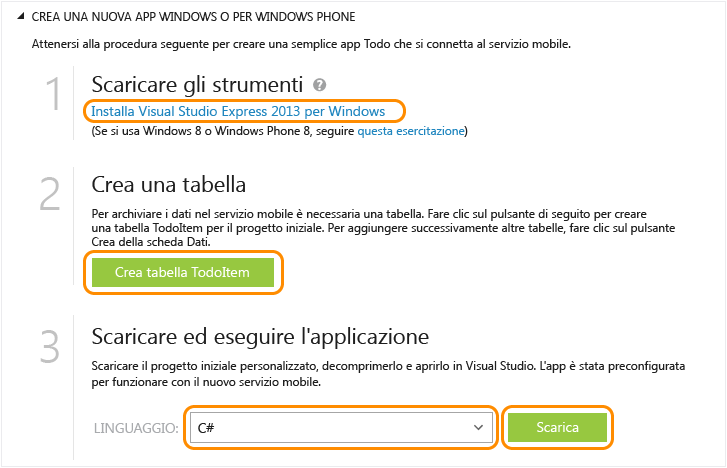 CREA UNA NUOVA APP WINDOWS O PER WINDOWS PHONE
Attenersi alla procedura seguente per creare una semplice app Todo che si connetta al servizio mobile.
1
Scaricare gli strumenti ?
Installa Visual Studio Express 2013 per Windows
(Se si usa Windows 8 o Windows Phone 8, seguire questa esercitazione)
2
Crea una tabella
Per archiviare i dati nel servizio mobile è necessaria una tabella. Fare clic sul pulsante di seguito per creare
una tabella TodoItem per il progetto iniziale. Per aggiungere successivamente altre tabelle, fare clic sul pulsante
Crea della scheda Dati.
Crea tabella TodoItem
3
Scaricare ed eseguire l'applicazione
Scaricare il progetto iniziale personalizzato, decomprimerlo e aprirlo in Visual Studio. L'app è stata preconfigurata
per funzionare con il nuovo servizio mobile.
LINGUAGGIO: C# Scarica